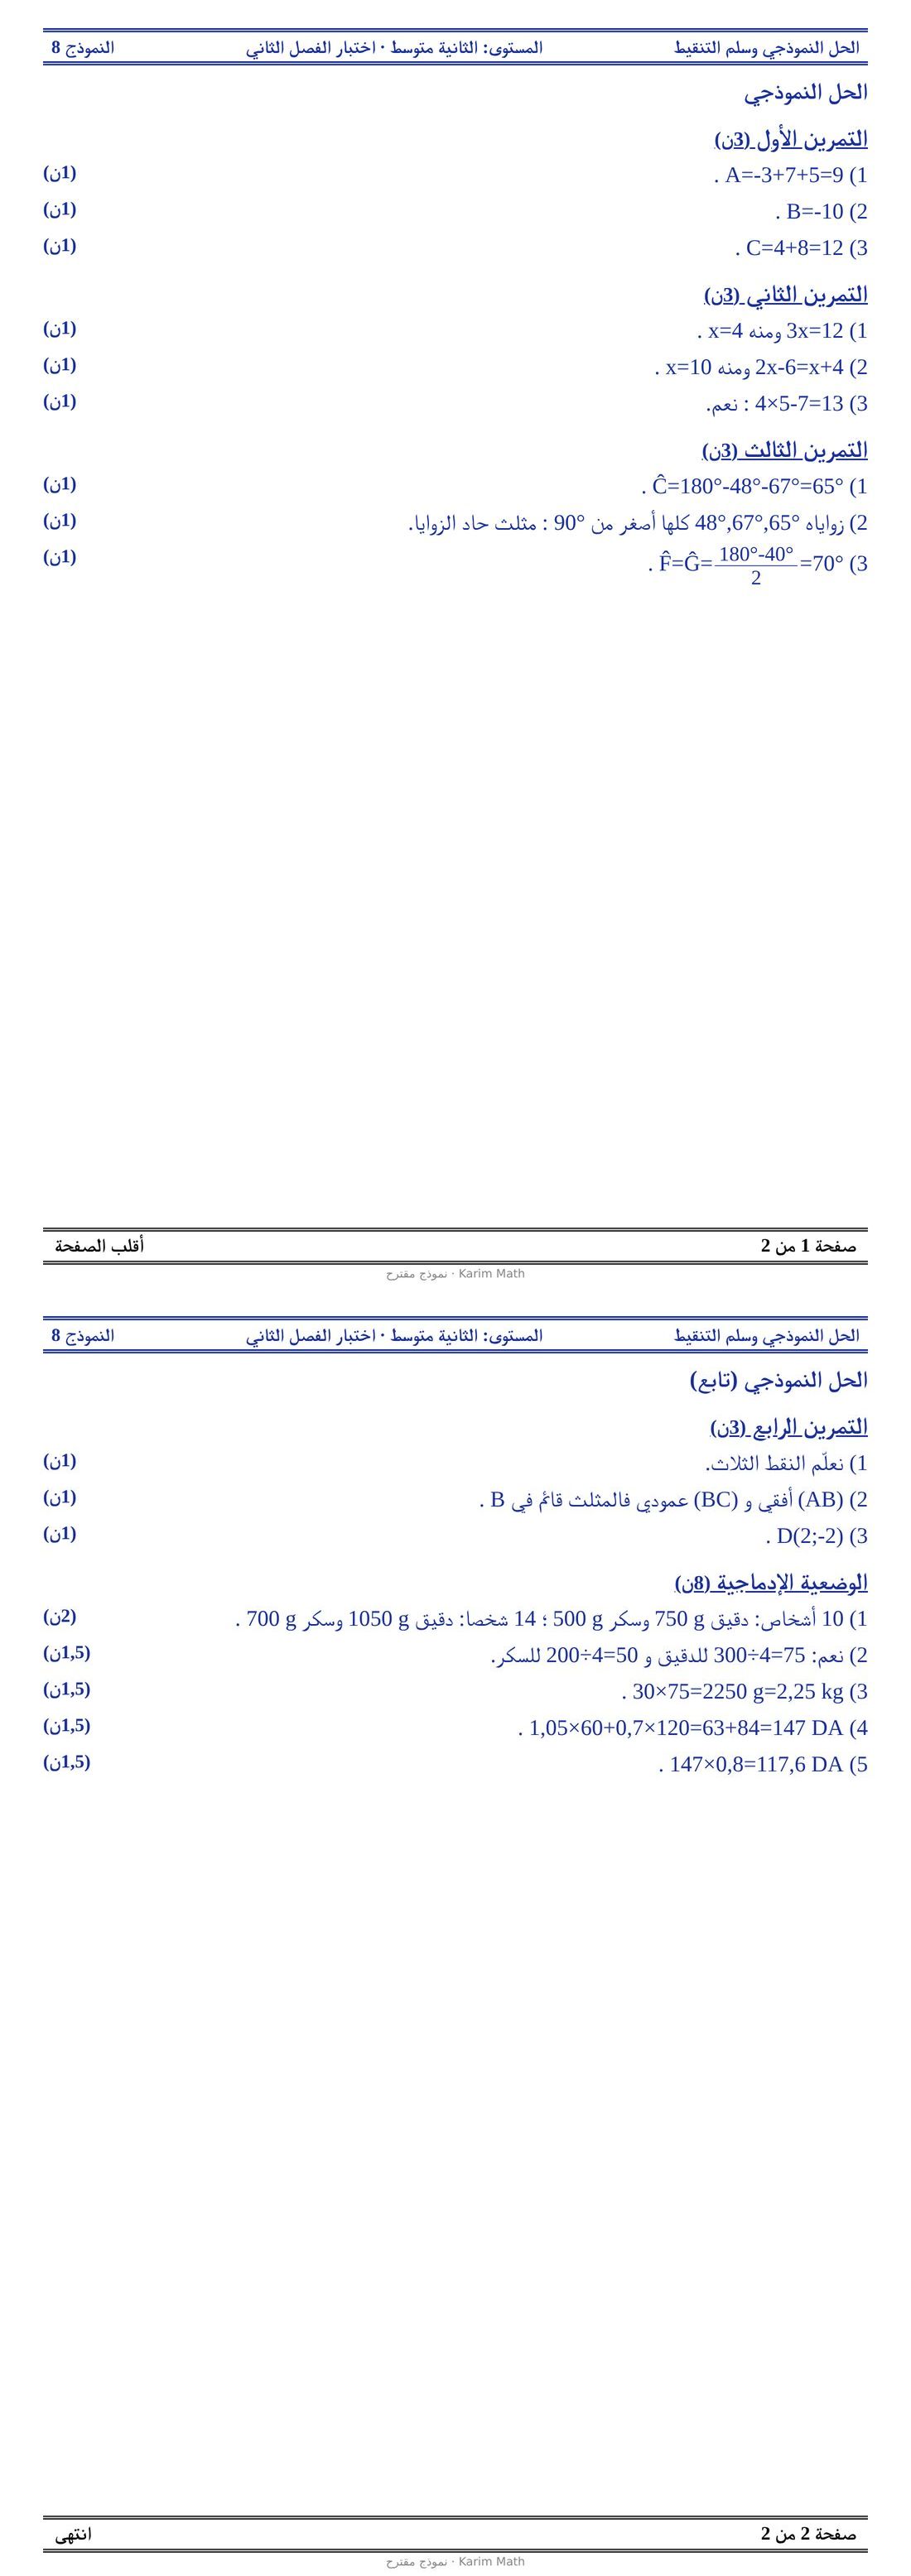 الحل النموذجي وسلم التنقيط المستوى: الثانية متوسط · اختبار الفصل الثاني النموذج 8
الحل النموذجي
التمرين الأول (3ن)
1) A=-3+7+5=9 . (1ن)
2) B=-10 . (1ن)
3) C=4+8=12 . (1ن)
التمرين الثاني (3ن)
1) 3x=12 ومنه x=4 . (1ن)
2) 2x-6=x+4 ومنه x=10 . (1ن)
3) 4×5-7=13 : نعم. (1ن)
التمرين الثالث (3ن)
1) Ĉ=180°-48°-67°=65° . (1ن)
2) زواياه 48°,67°,65° كلها أصغر من 90° : مثلث حاد الزوايا. (1ن)
3) F̂=Ĝ=\frac{180°-40°}{2}=70° . (1ن)
صفحة 1 من 2 أقلب الصفحة
Karim Math · نموذج مقترح
الحل النموذجي وسلم التنقيط المستوى: الثانية متوسط · اختبار الفصل الثاني النموذج 8
الحل النموذجي (تابع)
التمرين الرابع (3ن)
1) نعلّم النقط الثلاث. (1ن)
2) (AB) أفقي و (BC) عمودي فالمثلث قائم في B . (1ن)
3) D(2;-2) . (1ن)
الوضعية الإدماجية (8ن)
1) 10 أشخاص: دقيق 750 g وسكر 500 g ؛ 14 شخصا: دقيق 1050 g وسكر 700 g . (2ن)
2) نعم: 300÷4=75 للدقيق و 200÷4=50 للسكر. (1,5ن)
3) 30×75=2250 g=2,25 kg . (1,5ن)
4) 1,05×60+0,7×120=63+84=147 DA . (1,5ن)
5) 147×0,8=117,6 DA . (1,5ن)
صفحة 2 من 2 انتهى
Karim Math · نموذج مقترح